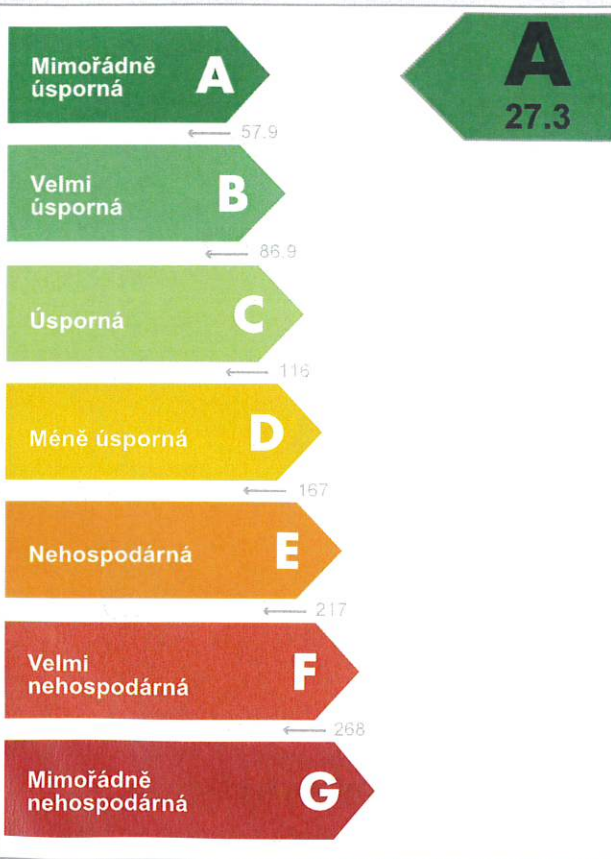 Mimořádně
úsporná
A
A
27.3
57.9
Velmi
úsporná
B
86.9
Úsporná
C
116
Méně úsporná
D
167
Nehospodárná
E
217
Velmi
nehospodárná
F
268
Mimořádně
nehospodárná
G